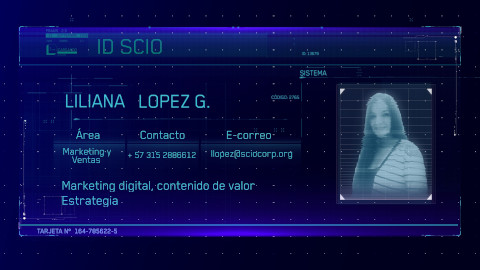 ID SCIO
SISTEMA
LILIANA LOPEZ G.
Área Contacto E-correo
Marketing y
Ventas
+ 57 315 2886612
llopez@scidcorp.org
Marketing digital, contenido de valor
Estrategia
TARJETA Nº 164-785622-5